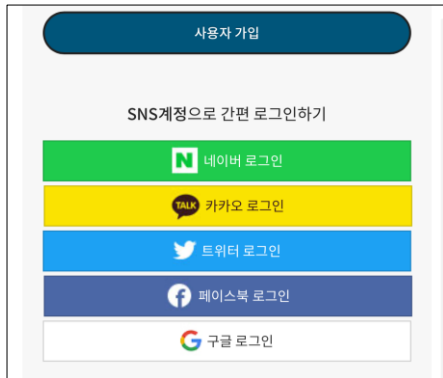 사용자 가입
SNS계정으로 간편 로그인하기
N 네이버 로그인
TALK 카카오 로그인
트위터 로그인
f 페이스북 로그인
G 구글 로그인